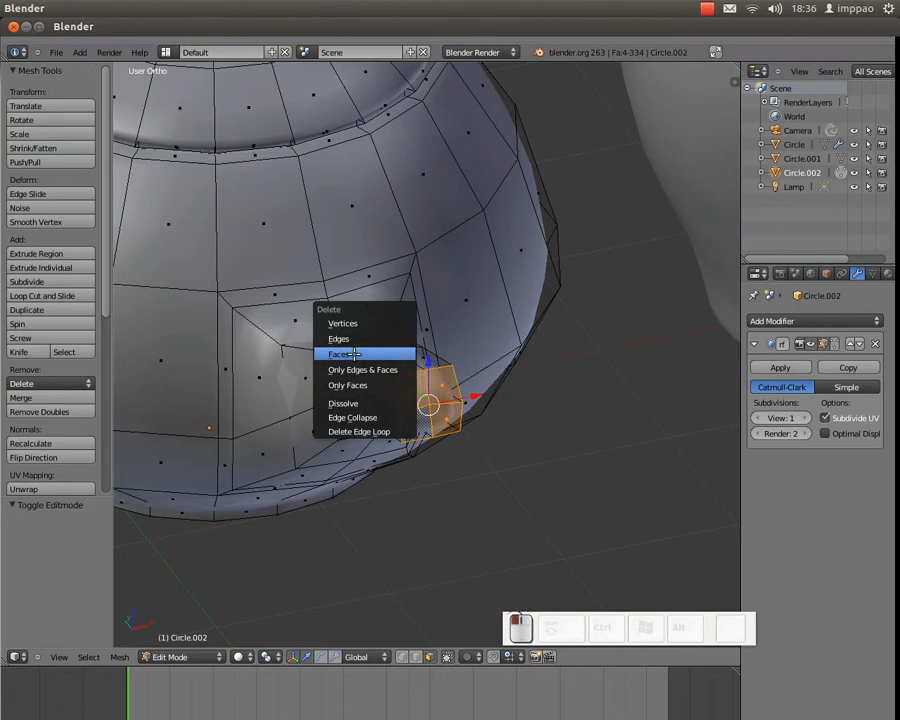 Blender
18:36 imppao
Blender
File Add Render Help Default Scene Blender Render blender.org 263 | Fa:4-334 | Circle.002
Mesh Tools
Transform:
Translate
Rotate
Scale
Shrink/Fatten
Push/Pull
Deform:
Edge Slide
Noise
Smooth Vertex
Add:
Extrude Region
Extrude Individual
Subdivide
Loop Cut and Slide
Duplicate
Spin
Screw
Knife Select
Remove:
Delete
Merge
Remove Doubles
Normals:
Recalculate
Flip Direction
UV Mapping:
Unwrap
Toggle Editmode
User Ortho
Delete
Vertices
Edges
Faces
Only Edges & Faces
Only Faces
Dissolve
Edge Collapse
Delete Edge Loop
(1) Circle.002
Ctrl Alt
View Select Mesh Edit Mode Global
View Search All Scenes
Scene
RenderLayers
World
Camera
Circle
Circle.001
Circle.002
Lamp
Circle.002
Add Modifier
Apply Copy
Catmull-Clark Simple
Subdivisions: Options:
View: 1 Subdivide UV
Render: 2 Optimal Displ